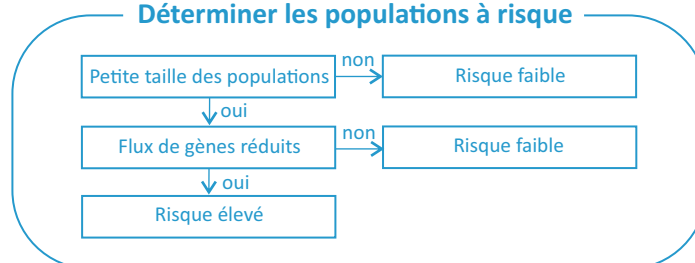 Déterminer les populations à risque
Petite taille des populations
non
Risque faible
oui
Flux de gènes réduits
non
Risque faible
oui
Risque élevé